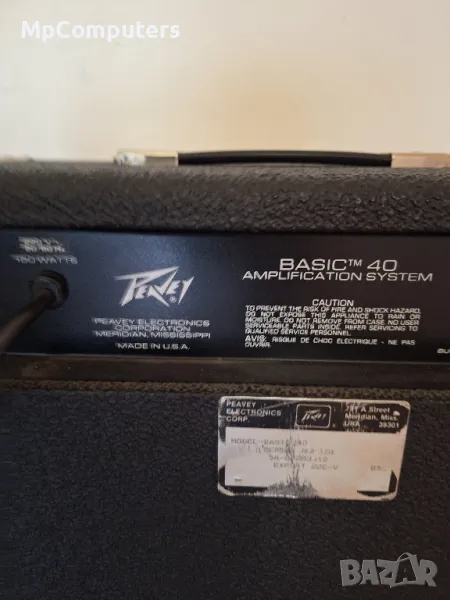 MpComputers
BASIC™ 40
AMPLIFICATION SYSTEM
WATTS
PEAVEY ®
PEAVEY ELECTRONICS
CORPORATION
MERIDIAN, MISSISSIPPI
MADE IN U.S.A.
CAUTION
TO PREVENT THE RISK OF FIRE AND SHOCK HAZARD,
DO NOT EXPOSE THIS APPLIANCE TO RAIN OR
MOISTURE. DO NOT REMOVE FROM CASE. NO USER
SERVICEABLE PARTS INSIDE. REFER SERVICING TO
QUALIFIED SERVICE PERSONNEL.
AVIS: RISQUE DE CHOC ELECTRIQUE - NE PAS
OUVRIR.
PEAVEY
ELECTRONICS
CORP.
PEAVEY
A Street
Meridian, Miss.
39301
EXPORT
BAZAR